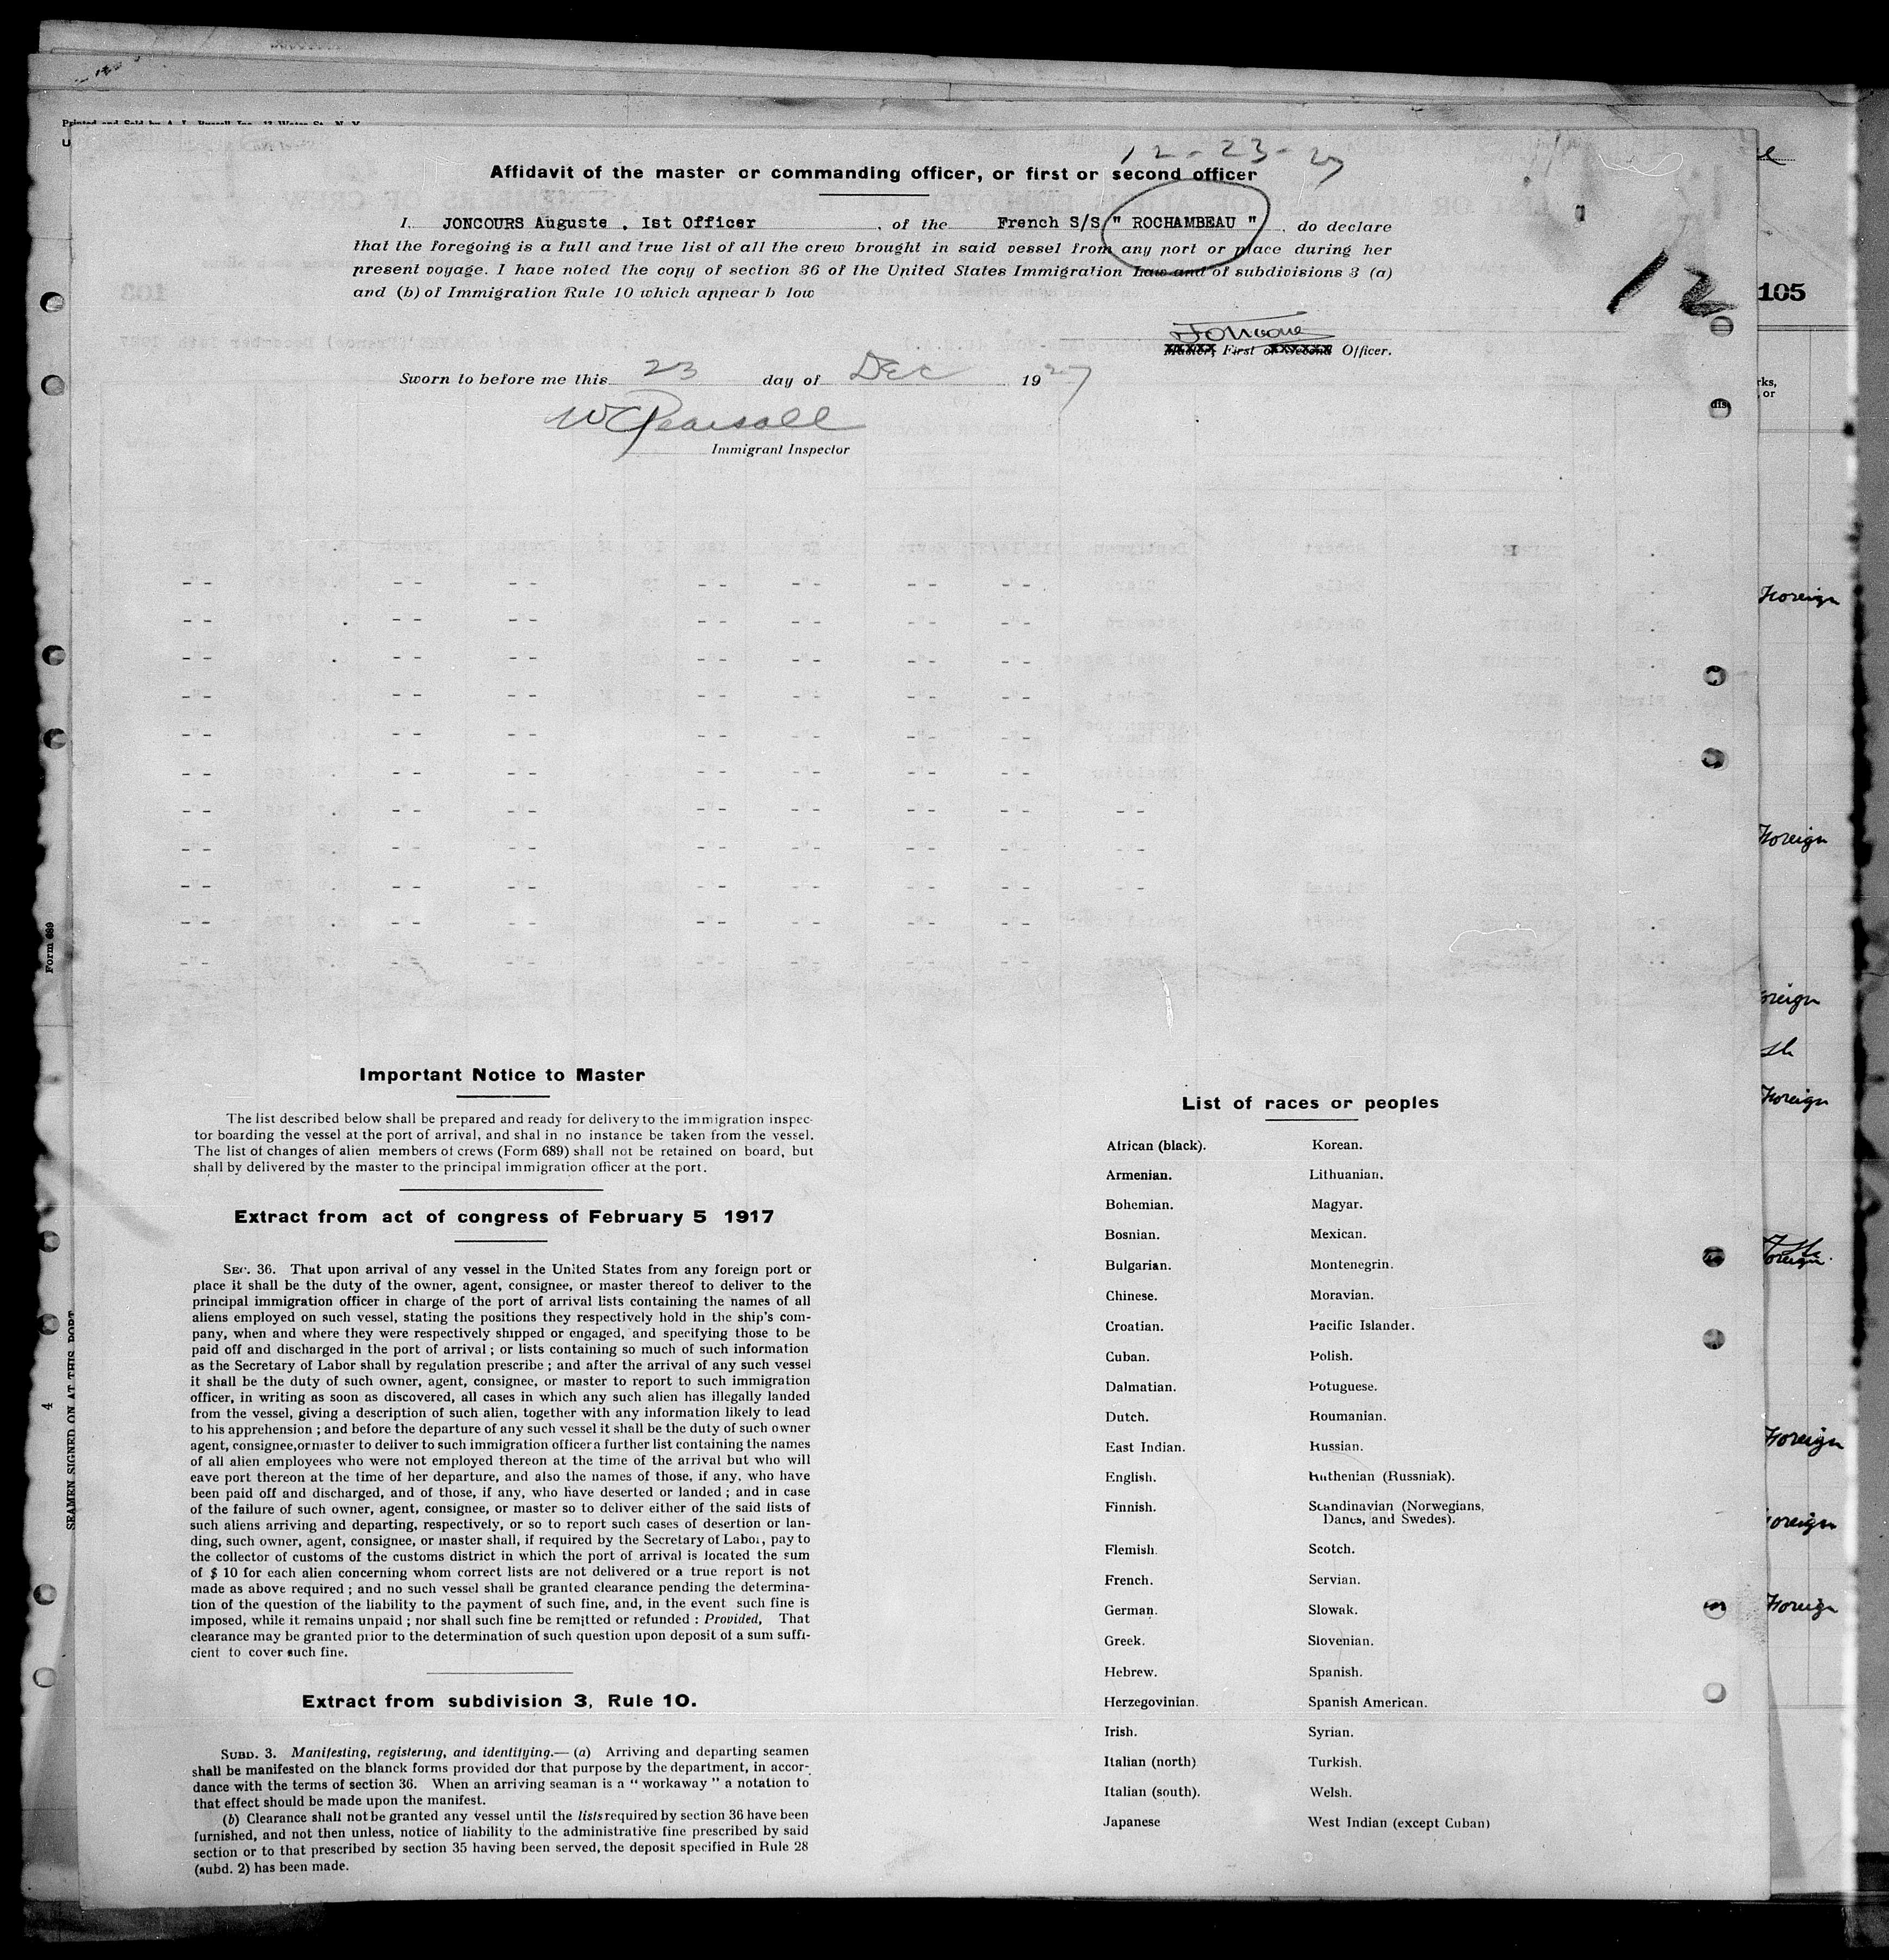 12-23-27
Affidavit of the master or commanding officer, or first or second officer
I, JONCOURS Auguste . Ist Officer , of the French S/S " ROCHAMBEAU " , do declare
that the foregoing is a full and true list of all the crew brought in said vessel from any port or place during her
present voyage. I have noted the copy of section 36 of the United States Immigration Law and of subdivisions 3 (a)
and (b) of Immigration Rule 10 which appear b low
12
105
Master, First or Second Officer.
Sworn to before me this 23 day of Dec 1927
WC Pearsall
Immigrant Inspector
Important Notice to Master
The list described below shall be prepared and ready for delivery to the immigration inspec-
tor boarding the vessel at the port of arrival, and shal in no instance be taken from the vessel.
The list of changes of alien members of crews (Form 689) shall not be retained on board, but
shall by delivered by the master to the principal immigration officer at the port.
Extract from act of congress of February 5 1917
SEC. 36. That upon arrival of any vessel in the United States from any foreign port or
place it shall be the duty of the owner, agent, consignee, or master thereof to deliver to the
principal immigration officer in charge of the port of arrival lists containing the names of all
aliens employed on such vessel, stating the positions they respectively hold in the ship's com-
pany, when and where they were respectively shipped or engaged, and specifying those to be
paid off and discharged in the port of arrival ; or lists containing so much of such information
as the Secretary of Labor shall by regulation prescribe ; and after the arrival of any such vessel
it shall be the duty of such owner, agent, consignee, or master to report to such immigration
officer, in writing as soon as discovered, all cases in which any such alien has illegally landed
from the vessel, giving a description of such alien, together with any information likely to lead
to his apprehension ; and before the departure of any such vessel it shall be the duty of such owner
agent, consignee,ormaster to deliver to such immigration officer a further list containing the names
of all alien employees who were not employed thereon at the time of the arrival but who will
eave port thereon at the time of her departure, and also the names of those, if any, who have
been paid off and discharged, and of those, if any, who have deserted or landed ; and in case
of the failure of such owner, agent, consignee, or master so to deliver either of the said lists of
such aliens arriving and departing, respectively, or so to report such cases of desertion or lan-
ding, such owner, agent, consignee, or master shall, if required by the Secretary of Labor, pay to
the collector of customs of the customs district in which the port of arrival is located the sum
of $ 10 for each alien concerning whom correct lists are not delivered or a true report is not
made as above required ; and no such vessel shall be granted clearance pending the determina-
tion of the question of the liability to the payment of such fine, and, in the event such fine is
imposed, while it remains unpaid ; nor shall such fine be remitted or refunded : Provided, That
clearance may be granted prior to the determination of such question upon deposit of a sum suffi-
cient to cover such fine.
Extract from subdivision 3, Rule 10.
SUBD. 3. Manifesting, registering, and identifying.— (a) Arriving and departing seamen
shall be manifested on the blanck forms provided dor that purpose by the department, in accor-
dance with the terms of section 36. When an arriving seaman is a " workaway " a notation to
that effect should be made upon the manifest.
(b) Clearance shall not be granted any vessel until the lists required by section 36 have been
furnished, and not then unless, notice of liability to the administrative fine prescribed by said
section or to that prescribed by section 35 having been served, the deposit specified in Rule 28
(subd. 2) has been made.
List of races or peoples
African (black). Korean.
Armenian. Lithuanian.
Bohemian. Magyar.
Bosnian. Mexican.
Bulgarian. Montenegrin.
Chinese. Moravian.
Croatian. Pacific Islander.
Cuban. Polish.
Dalmatian. Potuguese.
Dutch. Roumanian.
East Indian. Russian.
English. Ruthenian (Russniak).
Finnish. Scandinavian (Norwegians,
Danes, and Swedes).
Flemish. Scotch.
French. Servian.
German. Slowak.
Greek. Slovenian.
Hebrew. Spanish.
Herzegovinian. Spanish American.
Irish. Syrian.
Italian (north) Turkish.
Italian (south). Welsh.
Japanese West Indian (except Cuban)
Form 689
4
SEAMEN SIGNED ON AT THIS PORT
rks,
, or
Foreign
Foreign
oreign
Foreign
Foreign
Foreign
oreign
Foreign